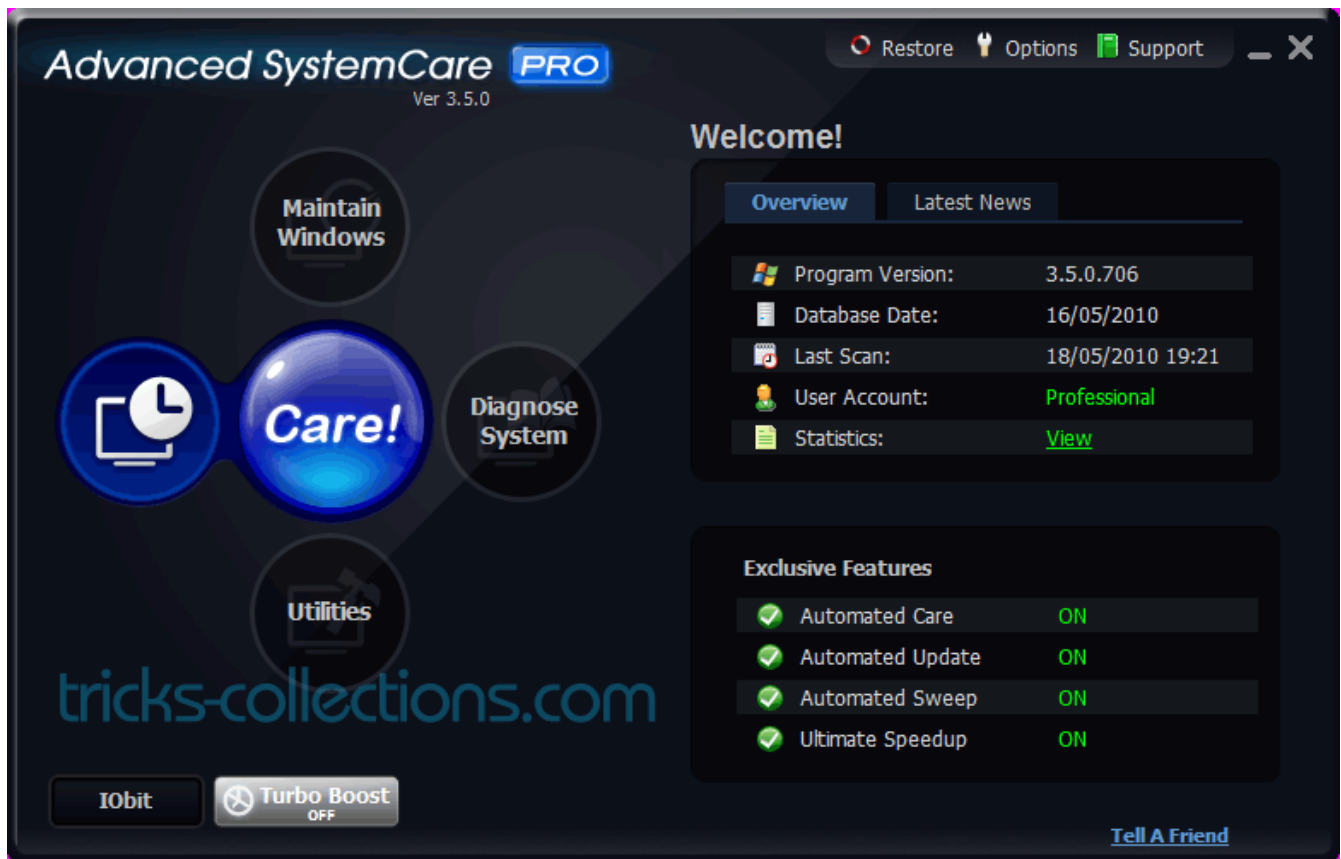 Advanced SystemCare PRO
Ver 3.5.0
Restore Options Support
Maintain
Windows
Care!
Diagnose
System
Utilities
tricks-collections.com
IObit
Turbo Boost
OFF
Welcome!
Overview Latest News
Program Version: 3.5.0.706
Database Date: 16/05/2010
Last Scan: 18/05/2010 19:21
User Account: Professional
Statistics: View
Exclusive Features
Automated Care ON
Automated Update ON
Automated Sweep ON
Ultimate Speedup ON
Tell A Friend